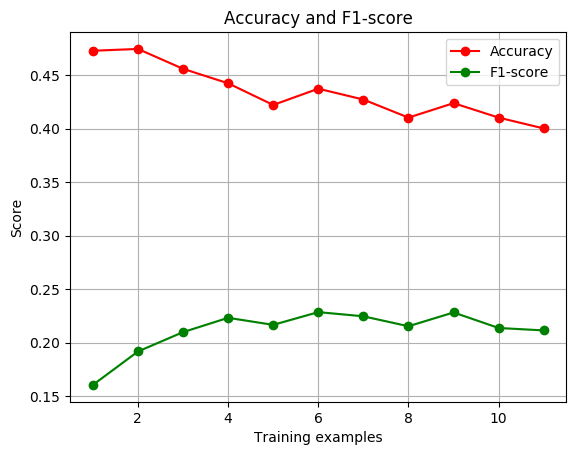 Accuracy and F1-score
Accuracy
F1-score
Score
0.45
0.40
0.35
0.30
0.25
0.20
0.15
2 4 6 8 10
Training examples